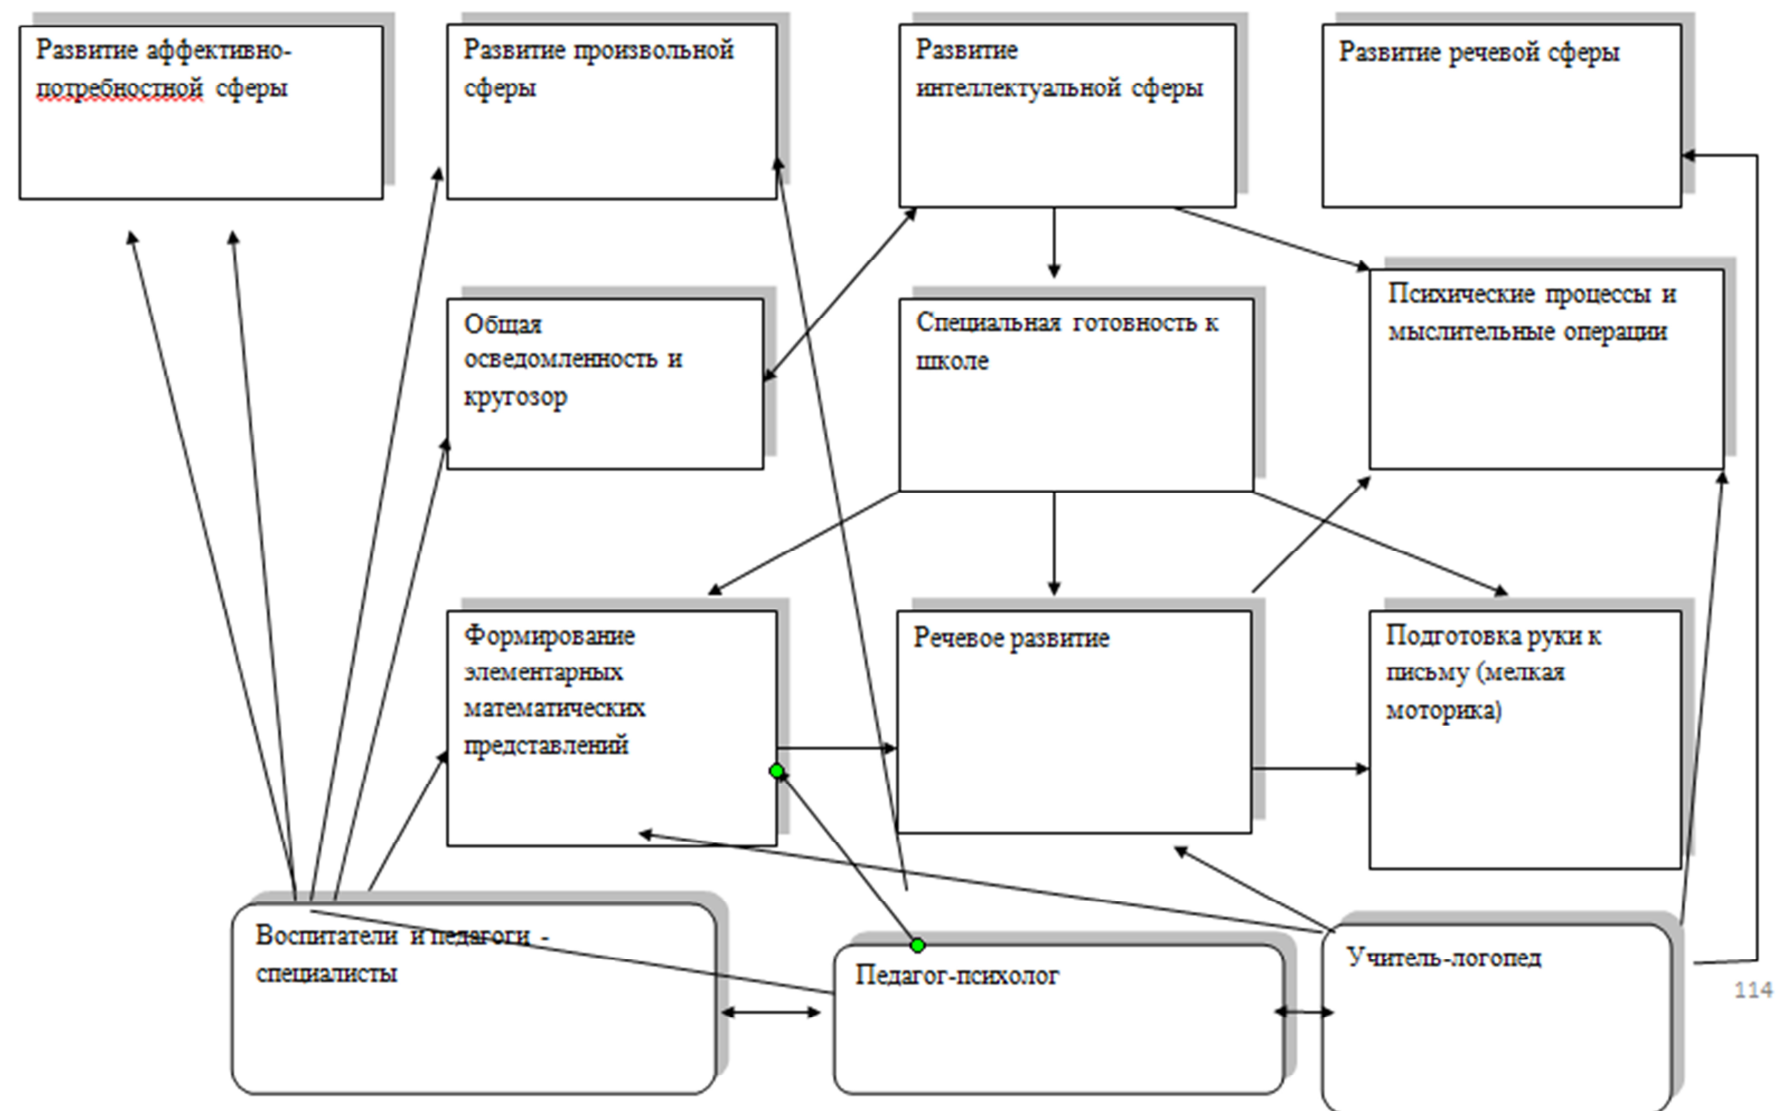 Развитие аффективно-
потребностной сферы
Развитие произвольной
сферы
Развитие
интеллектуальной сферы
Развитие речевой сферы
Общая
осведомленность и
кругозор
Специальная готовность к
школе
Психические процессы и
мыслительные операции
Формирование
элементарных
математических
представлений
Речевое развитие
Подготовка руки к
письму (мелкая
моторика)
Воспитатели и педагоги -
специалисты
Педагог-психолог
Учитель-логопед
114